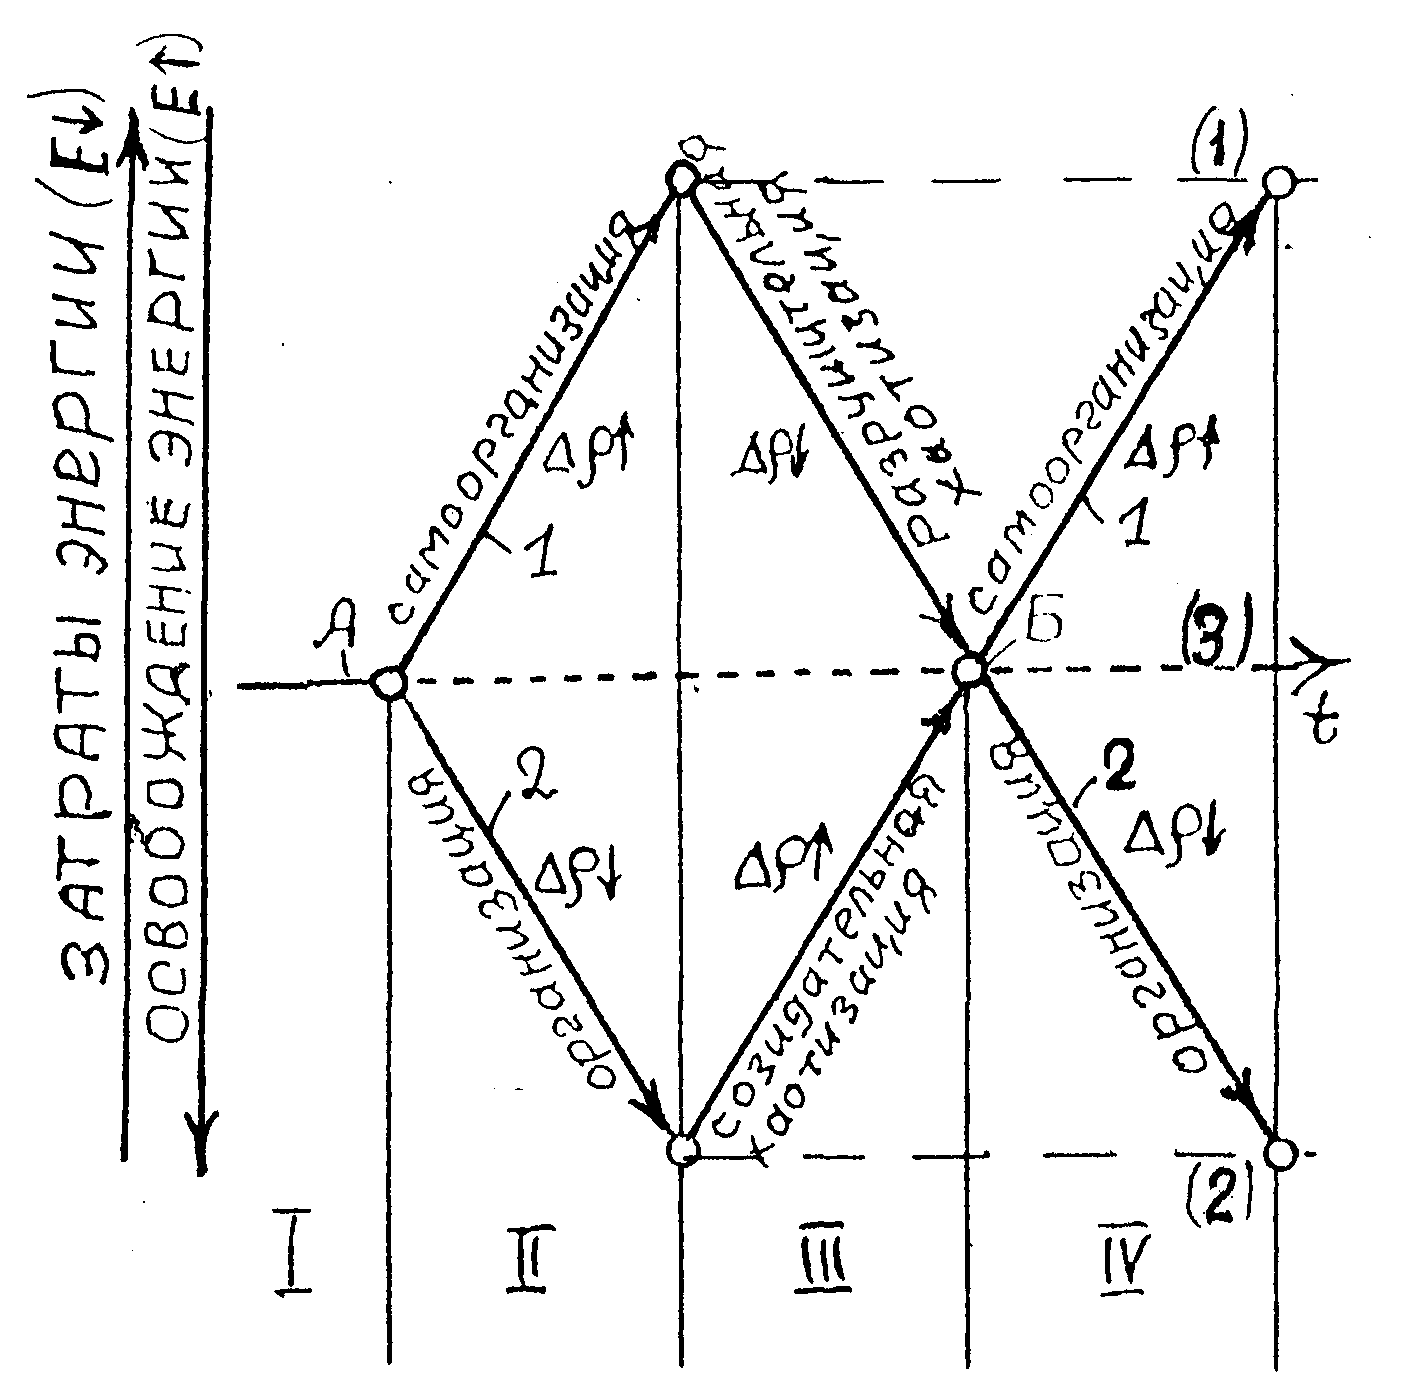 ЗАТРАТЫ ЭНЕРГИИ (E↓)
ОСВОБОЖДЕНИЕ ЭНЕРГИИ (E↑)
самоорганизация
Δρ↑
1
Разрушительная
хаотизация
Δρ↓
самоорганизация
Δρ↑
1
(1)
А
Б
(3)
t
организация
2
Δρ↓
созидательная
хаотизация
Δρ↑
организация
2
Δρ↓
(2)
I
II
III
IV